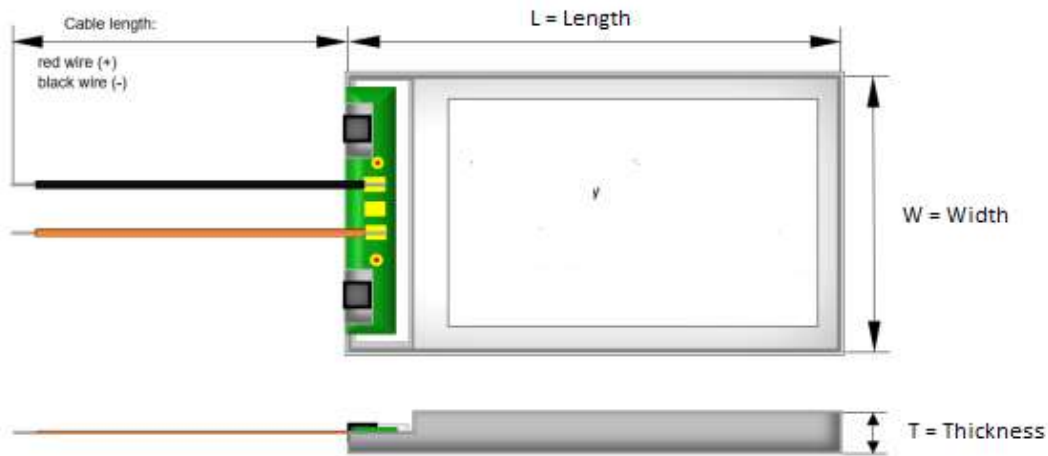 Cable length:
L = Length
red wire (+)
black wire (-)
y
W = Width
T = Thickness